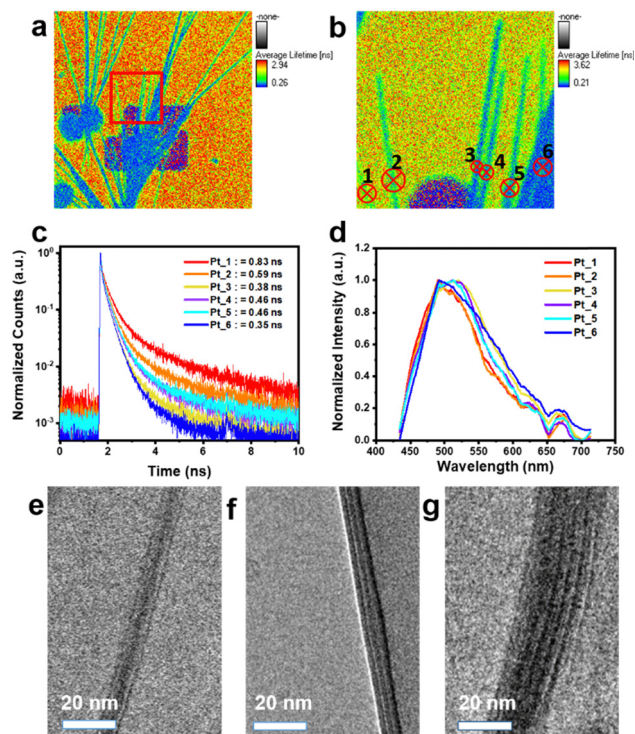 a
-none-
Average Lifetime [ns]
2.94
0.26
b
-none-
Average Lifetime [ns]
3.62
0.21
1
2
3
4
5
6
c
Normalized Counts (a.u.)
10⁰
10⁻¹
10⁻²
10⁻³
0 2 4 6 8 10
Time (ns)
Pt_1 : = 0.83 ns
Pt_2 : = 0.59 ns
Pt_3 : = 0.38 ns
Pt_4 : = 0.46 ns
Pt_5 : = 0.46 ns
Pt_6 : = 0.35 ns
d
Normalized Intensity (a.u.)
1.0
0.8
0.6
0.4
0.2
0.0
400 450 500 550 600 650 700 750
Wavelength (nm)
Pt_1
Pt_2
Pt_3
Pt_4
Pt_5
Pt_6
e
20 nm
f
20 nm
g
20 nm